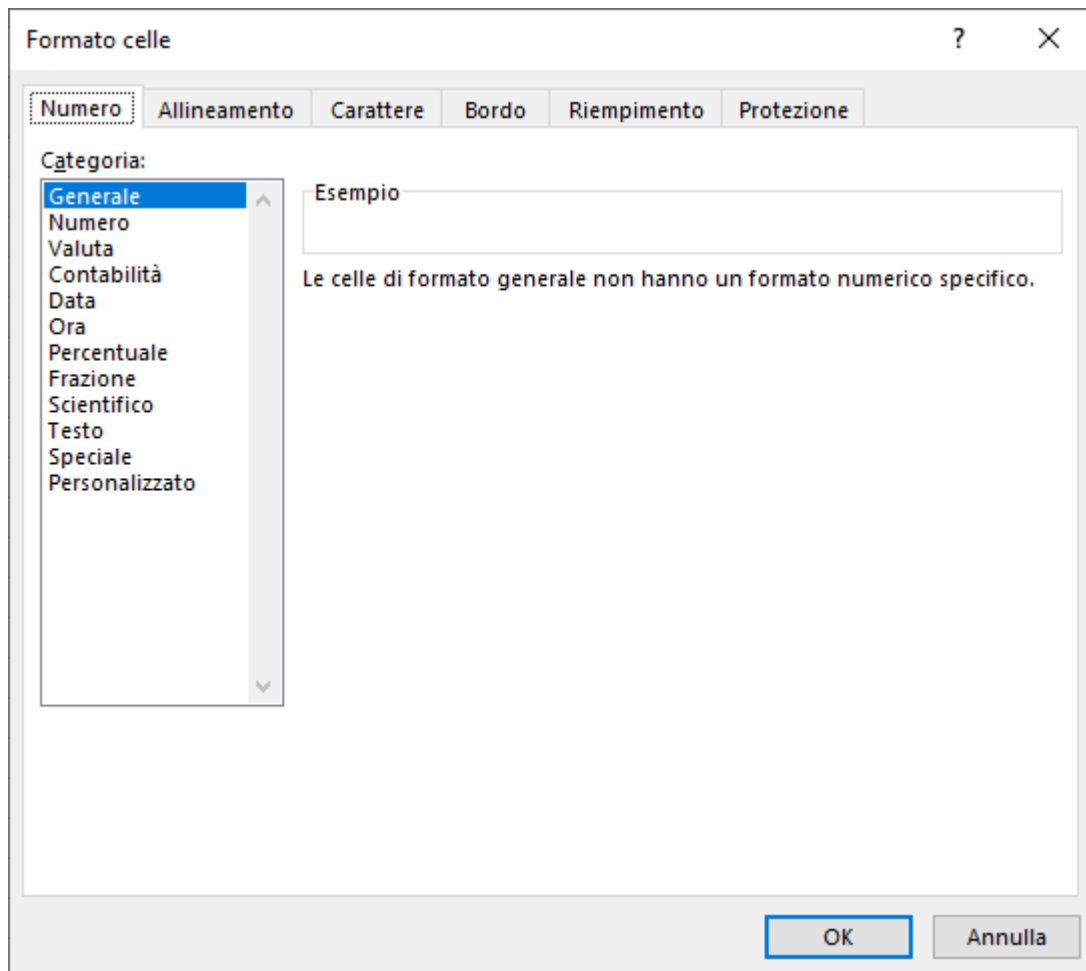 Formato celle
Numero Allineamento Carattere Bordo Riempimento Protezione
Categoria:
Generale
Numero
Valuta
Contabilità
Data
Ora
Percentuale
Frazione
Scientifico
Testo
Speciale
Personalizzato
Esempio
Le celle di formato generale non hanno un formato numerico specifico.
OK Annulla